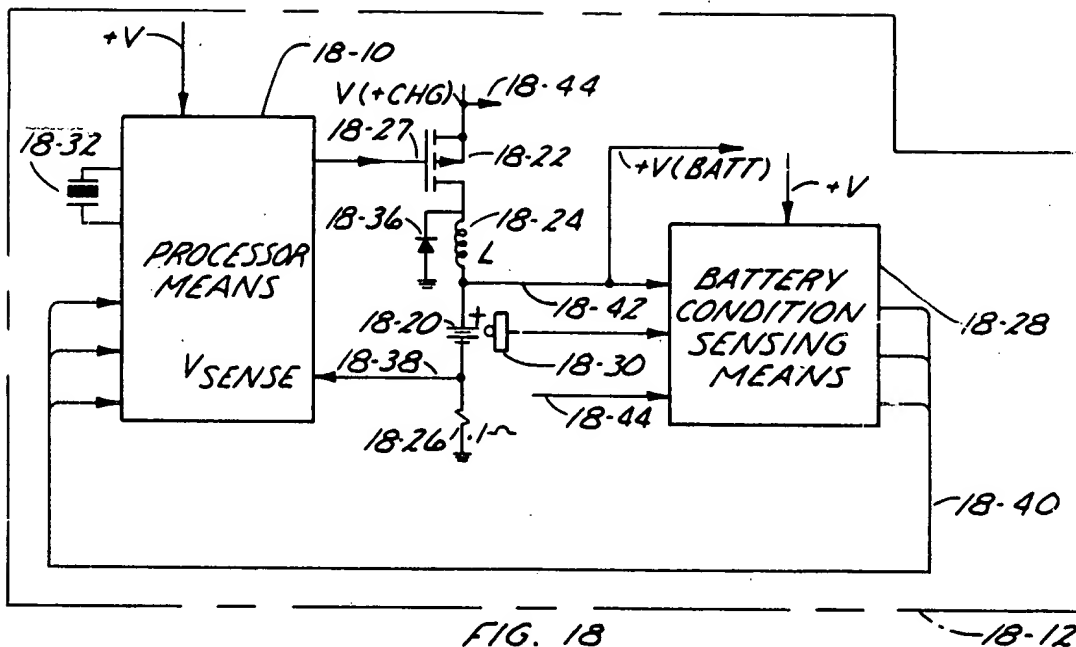 +V
18-10
V(+CHG)
18-44
18-32
18-27
18-22
+V(BATT)
+V
18-36
18-24
L
PROCESSOR
MEANS
BATTERY
CONDITION
SENSING
MEANS
18-42
18-28
18-20
+
18-30
18-38
VSENSE
18-44
18-26
.1
18-40
FIG. 18
18-12